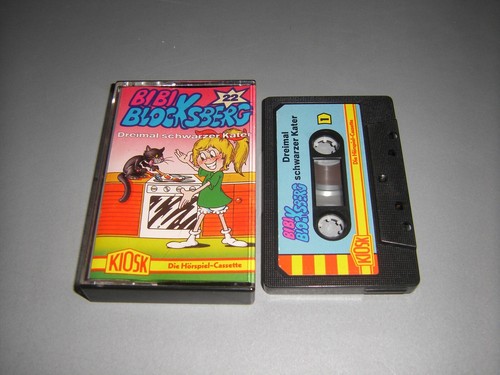 BIBI
BLOCKSBERG
22
Dreimal schwarzer Kater
KIOSK
Die Hörspiel-Cassette
BIBI
BLOCKSBERG
Dreimal
schwarzer Kater
KIOSK
Die Hörspiel-Cassette